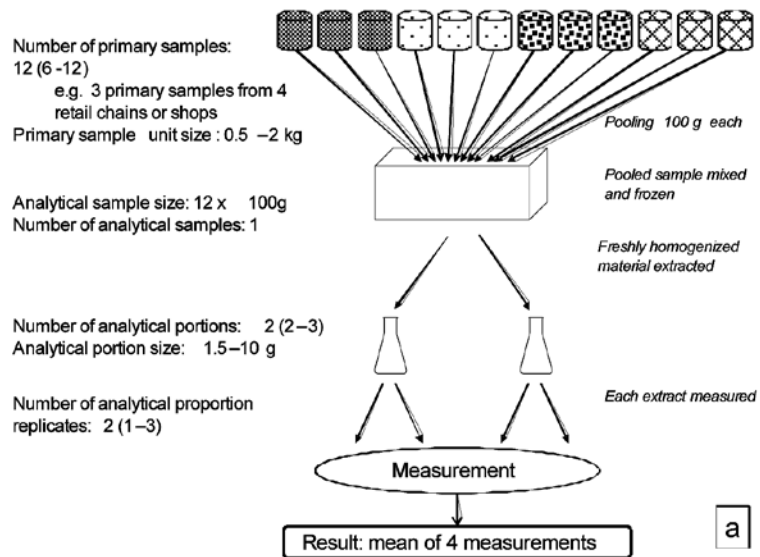 Number of primary samples:
12 (6 -12)
e.g. 3 primary samples from 4
retail chains or shops
Primary sample unit size : 0.5 –2 kg
Pooling 100 g each
Analytical sample size: 12 x 100g
Number of analytical samples: 1
Pooled sample mixed
and frozen
Freshly homogenized
material extracted
Number of analytical portions: 2 (2–3)
Analytical portion size: 1.5–10 g
Number of analytical proportion
replicates: 2 (1–3)
Each extract measured
Measurement
Result: mean of 4 measurements
a